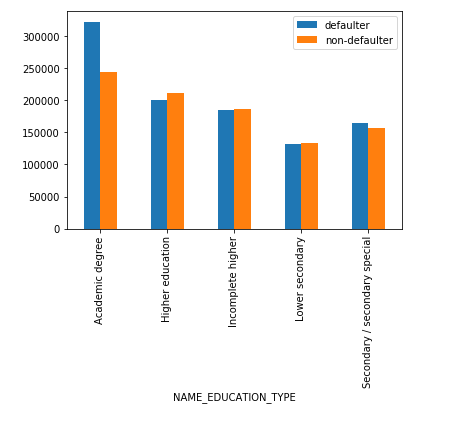 defaulter
non-defaulter
300000
250000
200000
150000
100000
50000
0
Academic degree
Higher education
Incomplete higher
Lower secondary
Secondary / secondary special
NAME_EDUCATION_TYPE